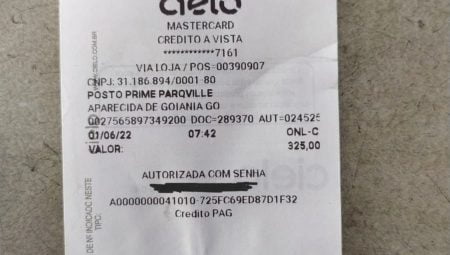 cielo
MASTERCARD
CREDITO A VISTA
************7161
VIA LOJA / POS=00390907
CNPJ: 31.186.894/0001-80
POSTO PRIME PARQVILLE
APARECIDA DE GOIANIA GO
0027565897349200 DOC=289370 AUT=024525
01/06/22 07:42 ONL-C
VALOR: 325,00
AUTORIZADA COM SENHA
A0000000041010-725FC69ED87D1F32
Credito PAG